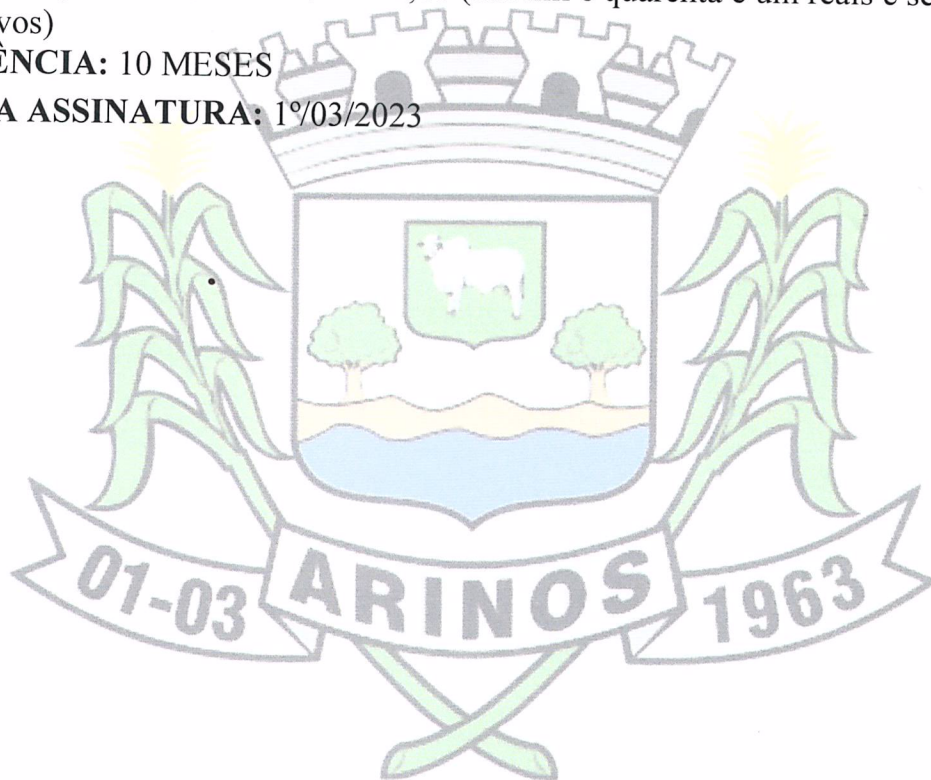 quarenta e um reais e
vos)
ÊNCIA: 10 MESES
A ASSINATURA: 1º/03/2023
01-03 ARINOS 1963